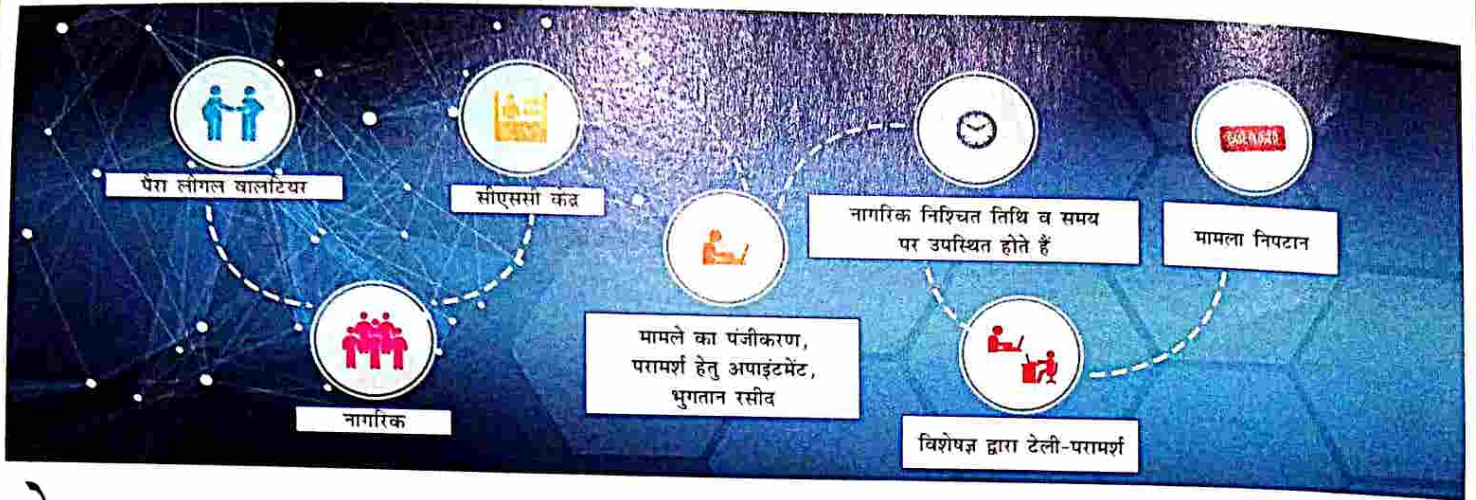 पैरा लीगल वालंटियर
सीएससी केंद्र
नागरिक
मामले का पंजीकरण,
परामर्श हेतु अपाइंटमेंट,
भुगतान रसीद
नागरिक निश्चित तिथि व समय
पर उपस्थित होते हैं
विशेषज्ञ द्वारा टेली-परामर्श
मामला निपटान